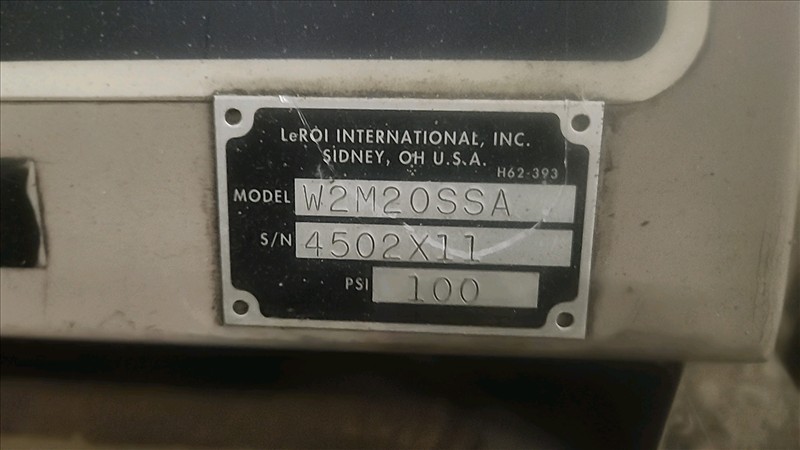 LeROI INTERNATIONAL, INC.
SIDNEY, OH U.S.A.
H62-393
MODEL W2M20SSA
S/N 4502X11
PSI 100